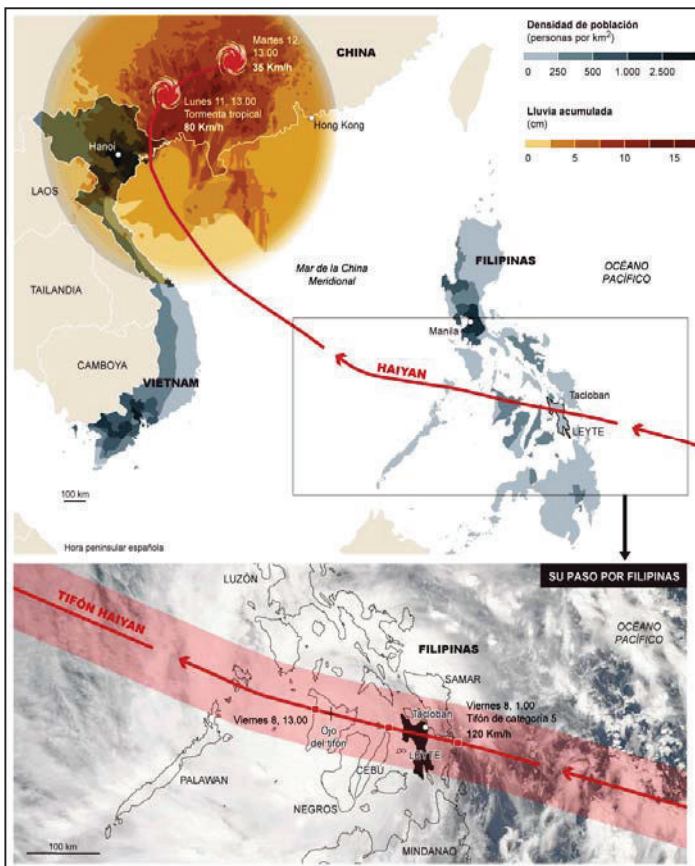 Densidad de población
(personas por km²)
0 250 500 1.000 2.500
Lluvia acumulada
(cm)
0 5 10 15
CHINA
Martes 12,
13.00
35 Km/h
Lunes 11, 13.00
Tormenta tropical
80 Km/h
Hong Kong
Hanoi
LAOS
TAILANDIA
CAMBOYA
VIETNAM
Mar de la China
Meridional
FILIPINAS
OCÉANO
PACÍFICO
Manila
HAIYAN
Tacloban
LEYTE
100 km
Hora peninsular española
SU PASO POR FILIPINAS
LUZÓN
TIFÓN HAIYAN
OCÉANO
PACÍFICO
FILIPINAS
SAMAR
Viernes 8, 1.00
Tifón de categoría 5
120 Km/h
Tacloban
Viernes 8, 13.00
Ojo
del tifón
LEYTE
CEBÚ
PALAWAN
NEGROS
MINDANAO
100 km